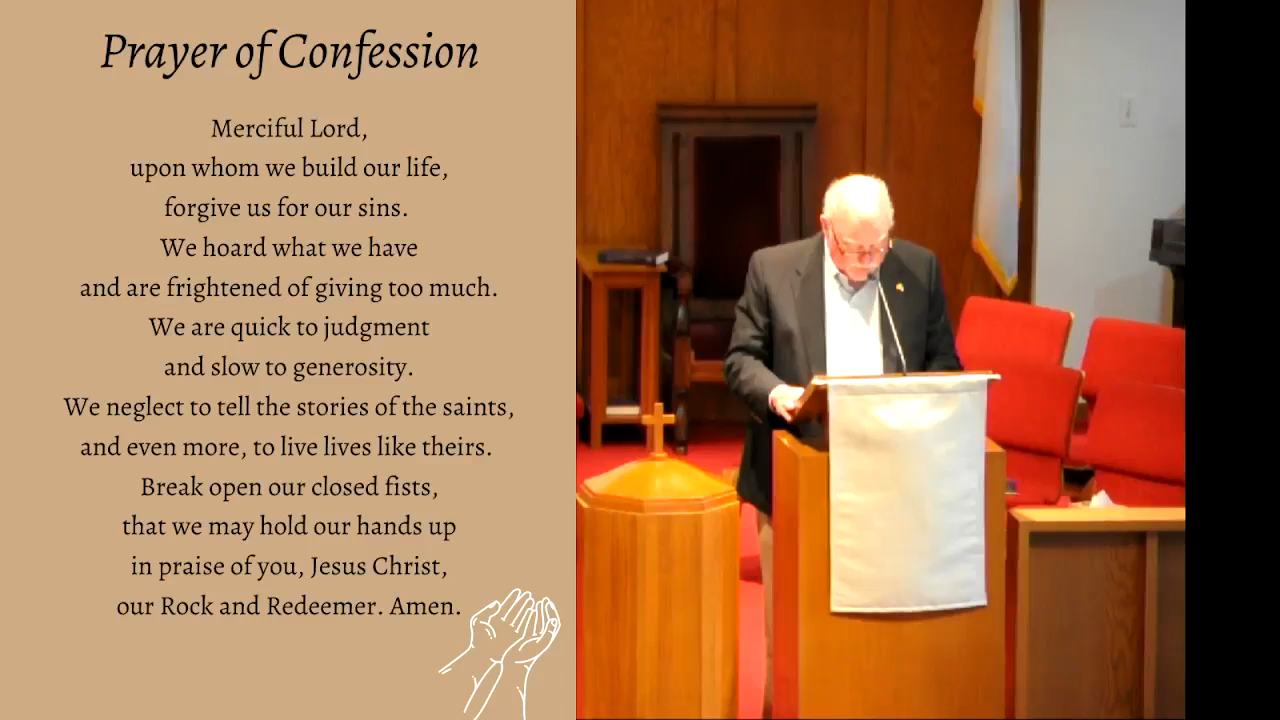 Prayer of Confession
Merciful Lord,
upon whom we build our life,
forgive us for our sins.
We hoard what we have
and are frightened of giving too much.
We are quick to judgment
and slow to generosity.
We neglect to tell the stories of the saints,
and even more, to live lives like theirs.
Break open our closed fists,
that we may hold our hands up
in praise of you, Jesus Christ,
our Rock and Redeemer. Amen.